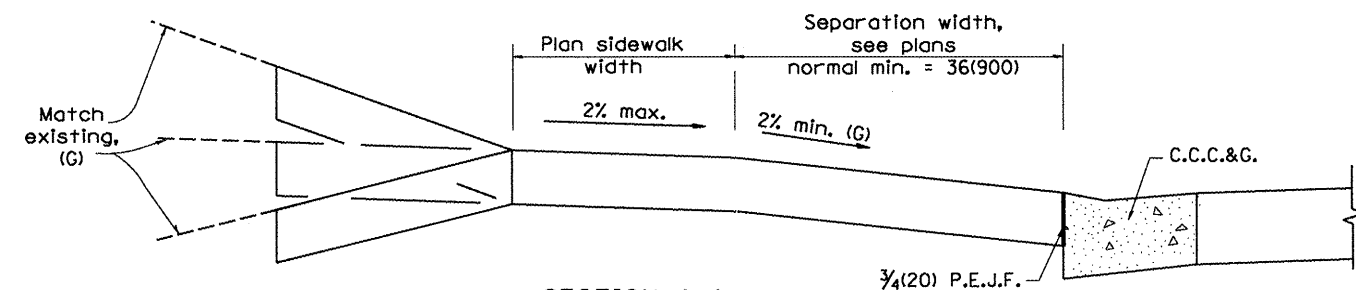 Separation width,
see plans
normal min. = 36(900)
Plan sidewalk
width
2% max.
2% min. (G)
Match
existing,
(G)
C.C.C.&G.
¾(20) P.E.J.F.